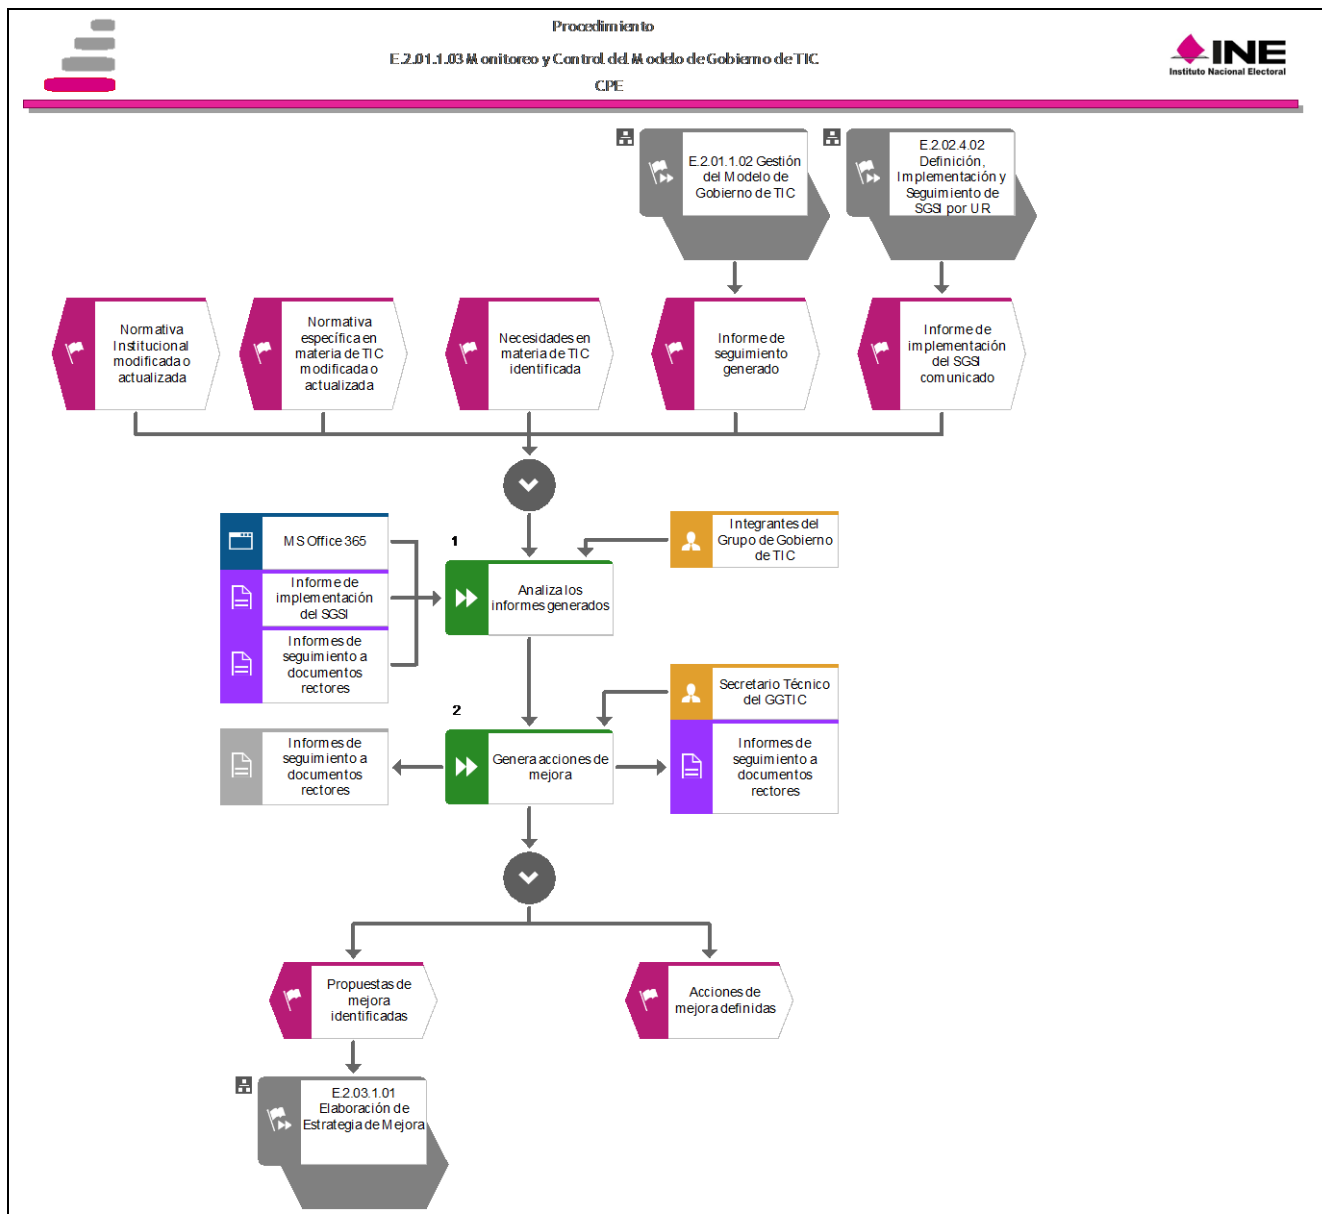 Procedimiento
E.2.01.1.03 Monitoreo y Control del Modelo de Gobierno de TIC
CPE
INE
Instituto Nacional Electoral
E.2.01.1.02 Gestión
del Modelo de
Gobierno de TIC
E.2.02.4.02
Definición,
Implementación y
Seguimiento de
SGSI por UR
Normativa
Institucional
modificada o
actualizada
Normativa
específica en
materia de TIC
modificada o
actualizada
Necesidades en
materia de TIC
identificada
Informe de
seguimiento
generado
Informe de
implementación
del SGSI
comunicado
MS Office 365
Informe de
implementación
del SGSI
Informes de
seguimiento a
documentos
rectores
1
Analiza los
informes generados
Integrantes del
Grupo de Gobierno
de TIC
Secretario Técnico
del GGTIC
2
Informes de
seguimiento a
documentos
rectores
Genera acciones de
mejora
Informes de
seguimiento a
documentos
rectores
Propuestas de
mejora
identificadas
Acciones de
mejora definidas
E.2.03.1.01
Elaboración de
Estrategia de Mejora